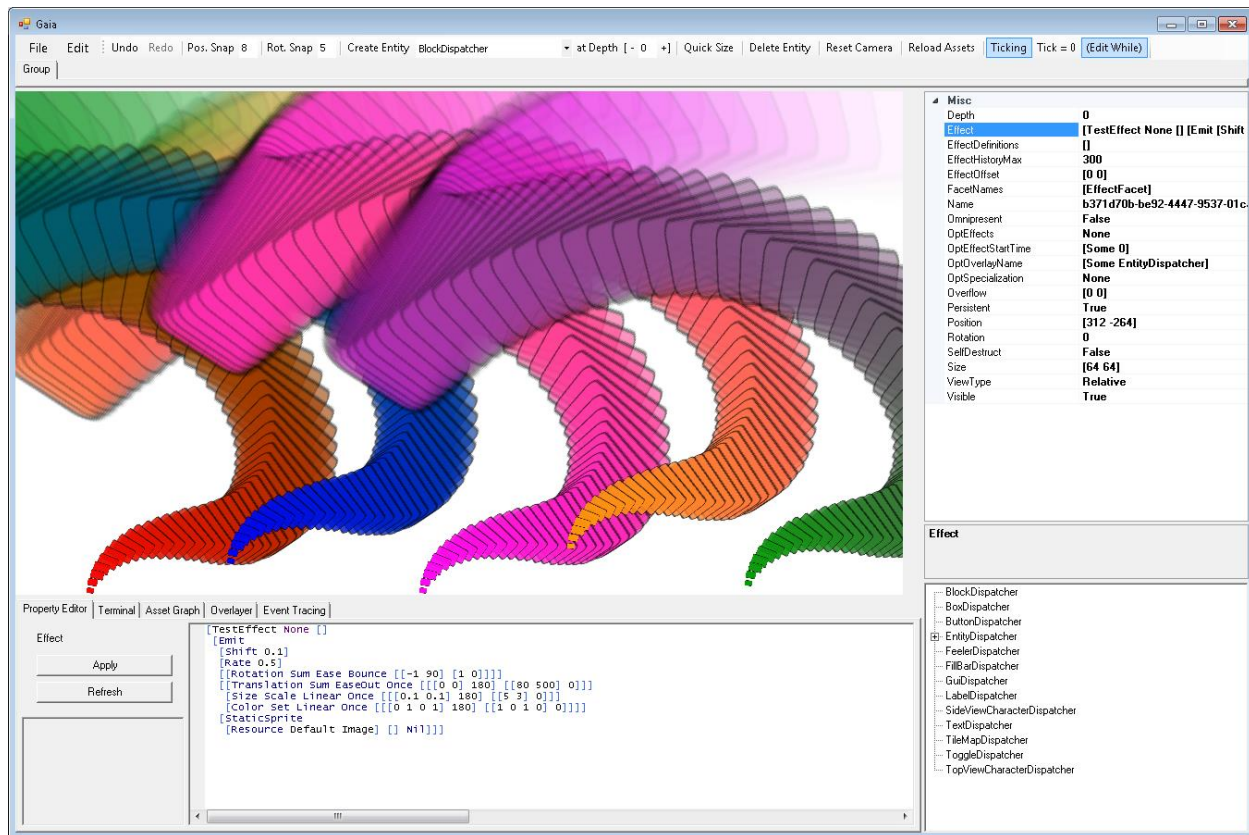 Gaia
File Edit Undo Redo Pos. Snap 8 Rot. Snap 5 Create Entity BlockDispatcher at Depth [ - 0 +] Quick Size Delete Entity Reset Camera Reload Assets Ticking Tick = 0 (Edit While)
Group
Misc
Depth 0
Effect [TestEffect None [] [Emit [Shift
EffectDefinitions []
EffectHistoryMax 300
EffectOffset [0 0]
FacetNames [EffectFacet]
Name b371d70b-be92-4447-9537-01c
Omnipresent False
OptEffects None
OptEffectStartTime [Some 0]
OptOverlayName [Some EntityDispatcher]
OptSpecialization None
Overflow [0 0]
Persistent True
Position [312 -264]
Rotation 0
SelfDestruct False
Size [64 64]
ViewType Relative
Visible True
Effect
Property Editor Terminal Asset Graph Overlayer Event Tracing
Effect
Apply
Refresh
[TestEffect None []
[Emit
[Shift 0.1]
[Rate 0.5]
[[Rotation Sum Ease Bounce [[-1 90] [1 0]]]]
[[Translation Sum EaseOut Once [[[0 0] 180] [[80 500] 0]]]
[Size Scale Linear Once [[[0.1 0.1] 180] [[5 3] 0]]]
[Color Set Linear Once [[[0 1 0 1] 180] [[1 0 1 0] 0]]]]
[StaticSprite
[Resource Default Image] [] Nil]]]
BlockDispatcher
BoxDispatcher
ButtonDispatcher
EntityDispatcher
FeelerDispatcher
FillBarDispatcher
GuiDispatcher
LabelDispatcher
SideViewCharacterDispatcher
TextDispatcher
TileMapDispatcher
ToggleDispatcher
TopViewCharacterDispatcher